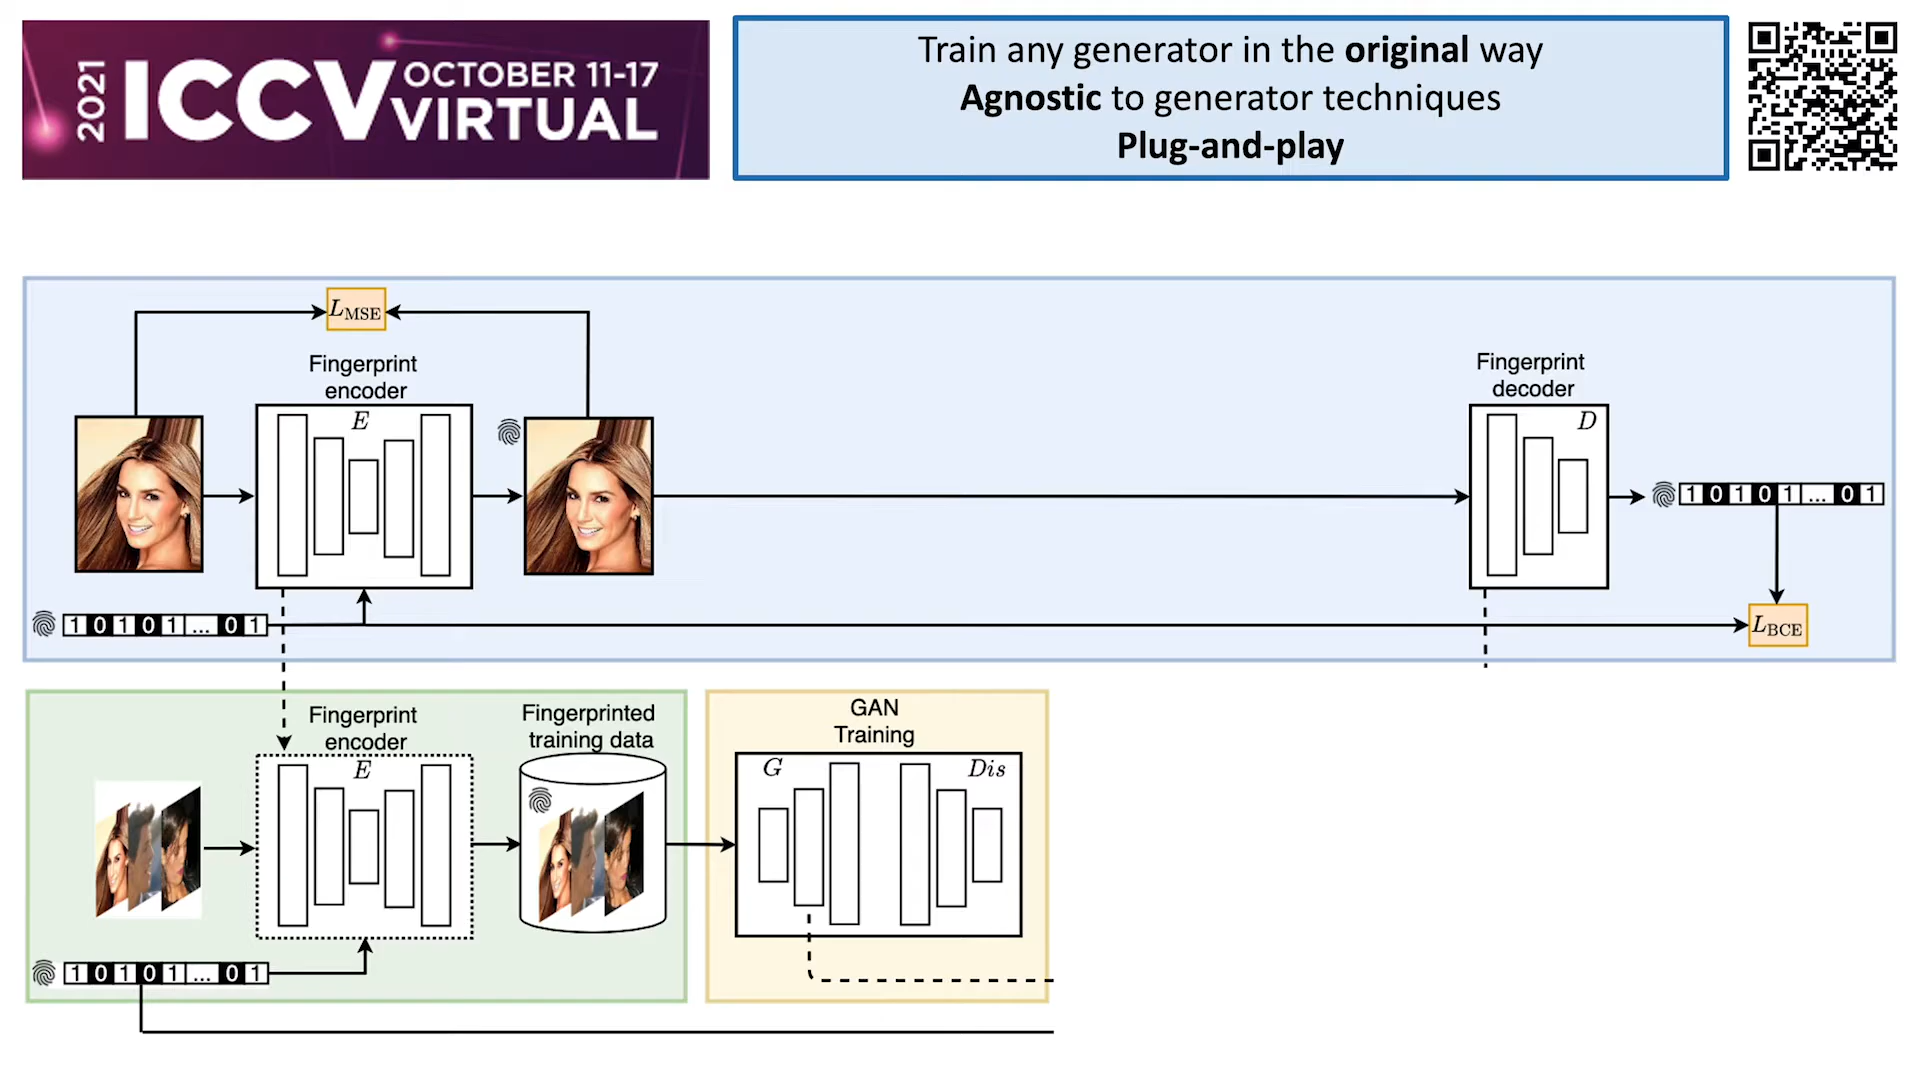 2021
ICCV
OCTOBER 11-17
VIRTUAL
Train any generator in the original way
Agnostic to generator techniques
Plug-and-play
L_MSE
Fingerprint
encoder
E
Fingerprint
decoder
D
1 0 1 0 1 ... 0 1
1 0 1 0 1 ... 0 1
L_BCE
Fingerprint
encoder
E
Fingerprinted
training data
GAN
Training
G
Dis
1 0 1 0 1 ... 0 1